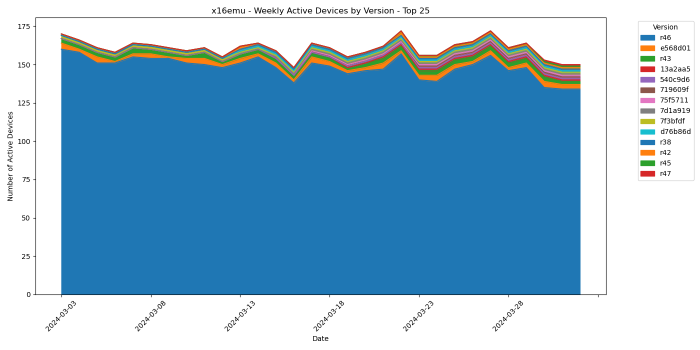 x16emu - Weekly Active Devices by Version - Top 25
Number of Active Devices
175
150
125
100
75
50
25
0
2024-03-03
2024-03-08
2024-03-13
2024-03-18
2024-03-23
2024-03-28
Date
Version
r46
e568d01
r43
13a2aa5
540c9d6
719609f
75f5711
7d1a919
7f3bfdf
d76b86d
r38
r42
r45
r47